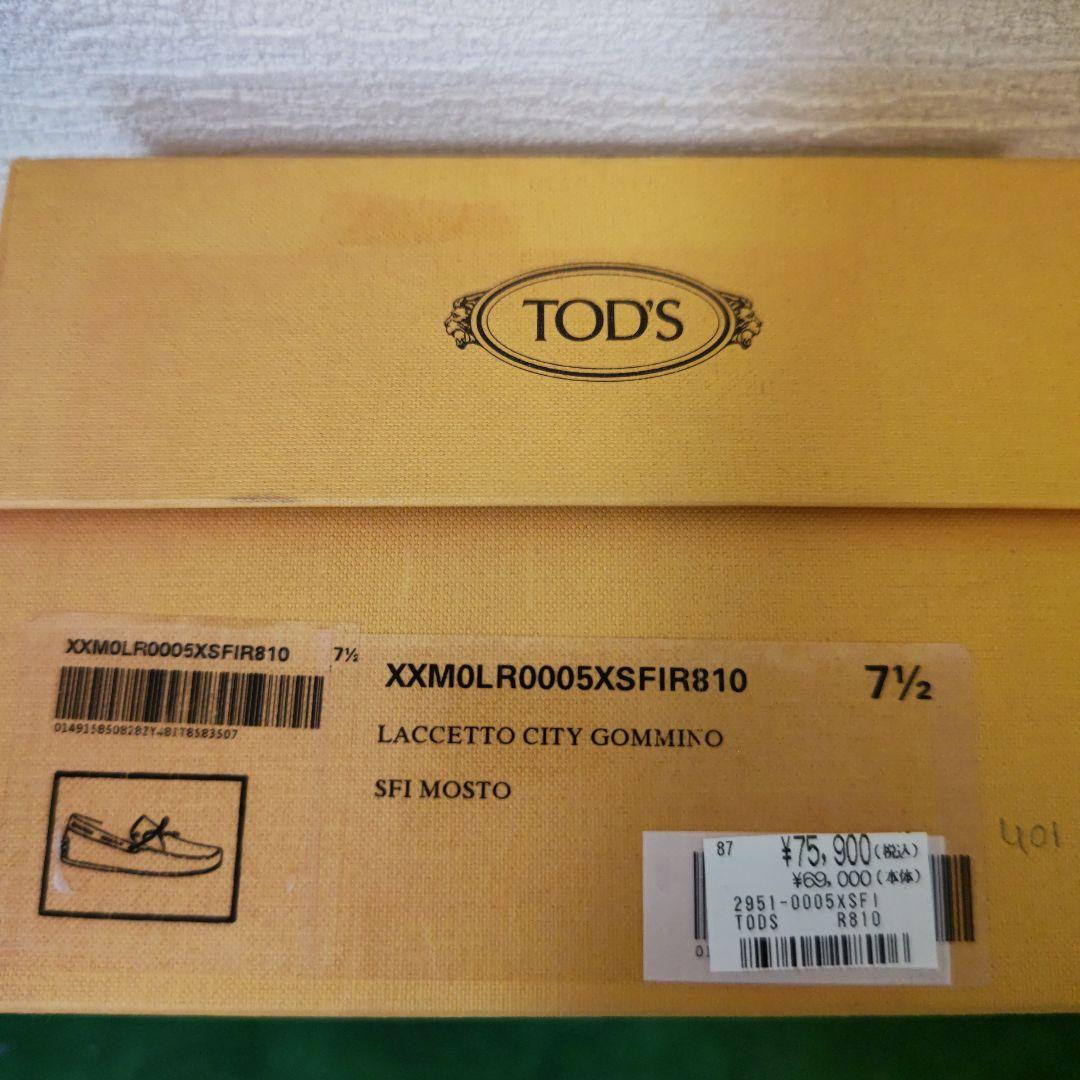 TOD'S
XXM0LR0005XSFIR810 7½
XXM0LR0005XSFIR810 7½
LACCETTO CITY GOMMINO
SFI MOSTO
401
87 ¥75,900(税込)
¥69,000(本体)
2951-0005XSFI
TODS R810
01